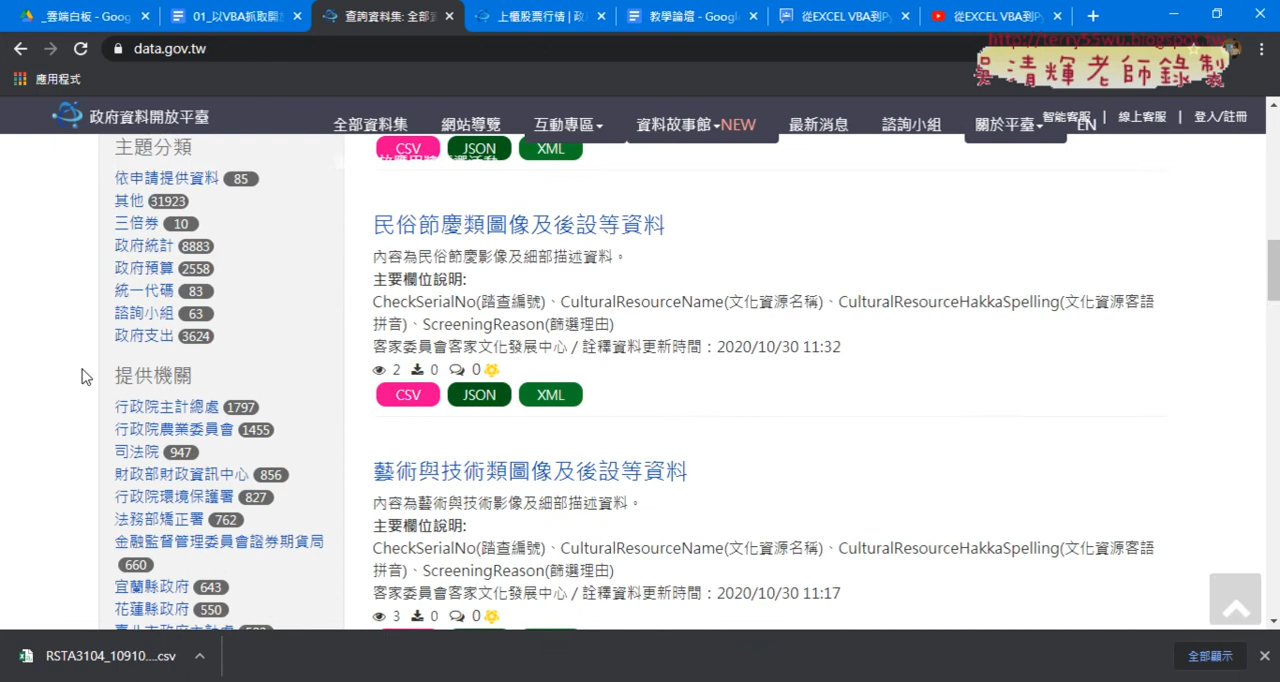 _雲端白板 - Goog
01_以VBA抓取開
查詢資料集: 全部
上櫃股票行情 | 政
教學論壇 - Google
從EXCEL VBA到P
從EXCEL VBA到P
data.gov.tw
http://terry55wu.blogspot.tw
吳清輝老師錄製
應用程式
政府資料開放平臺
全部資料集
網站導覽
互動專區
資料故事館 NEW
最新消息
諮詢小組
關於平臺
智能客服
EN
| 線上客服 | 登入/註冊
主題分類
依申請提供資料 85
其他 31923
三倍券 10
政府統計 8883
政府預算 2558
統一代碼 83
諮詢小組 63
政府支出 3624
提供機關
行政院主計總處 1797
行政院農業委員會 1455
司法院 947
財政部財政資訊中心 856
行政院環境保護署 827
法務部矯正署 762
金融監督管理委員會證券期貨局
660
宜蘭縣政府 643
花蓮縣政府 550
CSV JSON XML
民俗節慶類圖像及後設等資料
內容為民俗節慶影像及細部描述資料。
主要欄位說明:
CheckSerialNo(踏查編號)、CulturalResourceName(文化資源名稱)、CulturalResourceHakkaSpelling(文化資源客語
拼音)、ScreeningReason(篩選理由)
客家委員會客家文化發展中心 / 詮釋資料更新時間：2020/10/30 11:32
2 0 0
CSV JSON XML
藝術與技術類圖像及後設等資料
內容為藝術與技術影像及細部描述資料。
主要欄位說明:
CheckSerialNo(踏查編號)、CulturalResourceName(文化資源名稱)、CulturalResourceHakkaSpelling(文化資源客語
拼音)、ScreeningReason(篩選理由)
客家委員會客家文化發展中心 / 詮釋資料更新時間：2020/10/30 11:17
3 0 0
RSTA3104_10910....csv
全部顯示